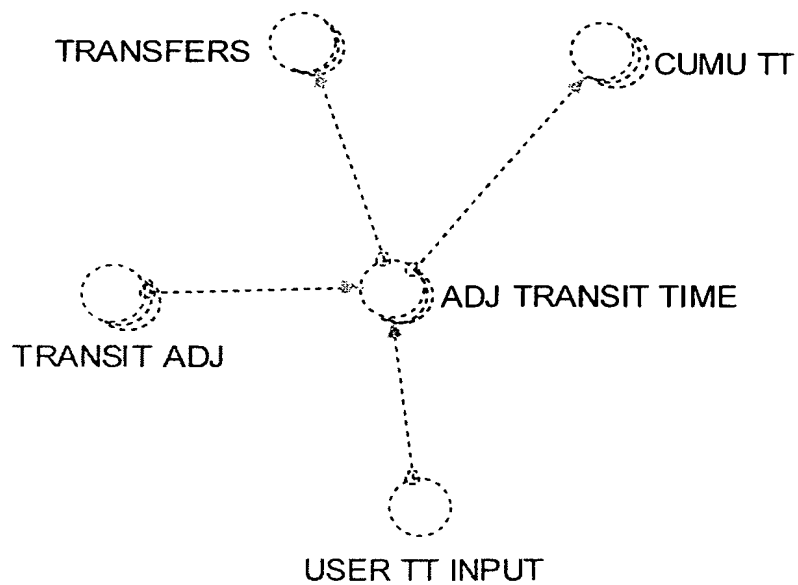 TRANSFERS
CUMU TT
ADJ TRANSIT TIME
TRANSIT ADJ
USER TT INPUT